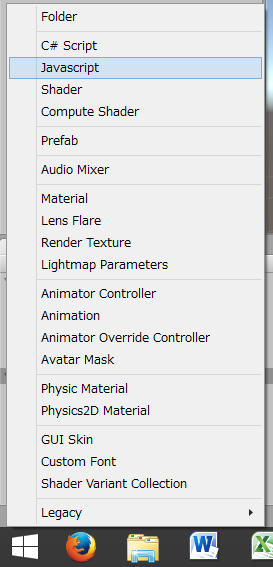 Folder
C# Script
Javascript
Shader
Compute Shader
Prefab
Audio Mixer
Material
Lens Flare
Render Texture
Lightmap Parameters
Animator Controller
Animation
Animator Override Controller
Avatar Mask
Physic Material
Physics2D Material
GUI Skin
Custom Font
Shader Variant Collection
Legacy